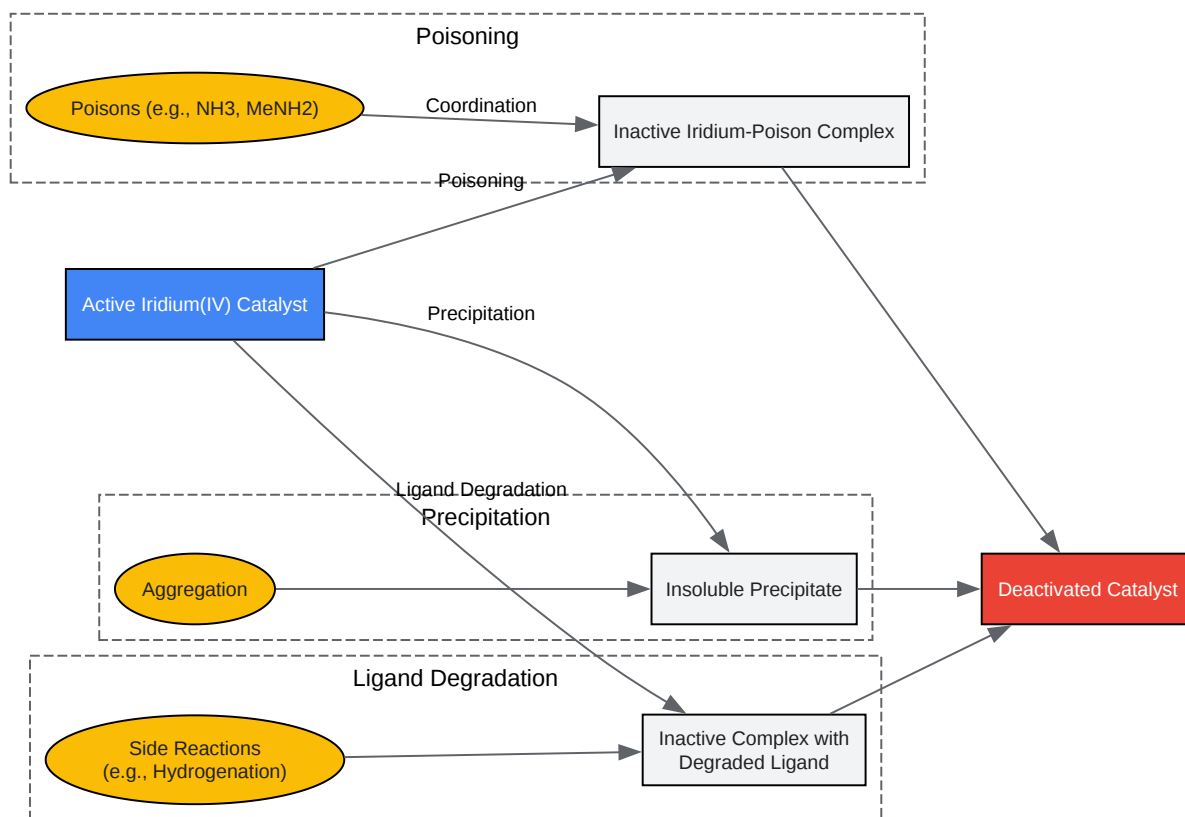 Poisoning
Poisons (e.g., NH3, MeNH2)
Coordination
Inactive Iridium-Poison Complex
Poisoning
Active Iridium(IV) Catalyst
Precipitation
Ligand Degradation
Precipitation
Aggregation
Insoluble Precipitate
Deactivated Catalyst
Ligand Degradation
Side Reactions
(e.g., Hydrogenation)
Inactive Complex with
Degraded Ligand